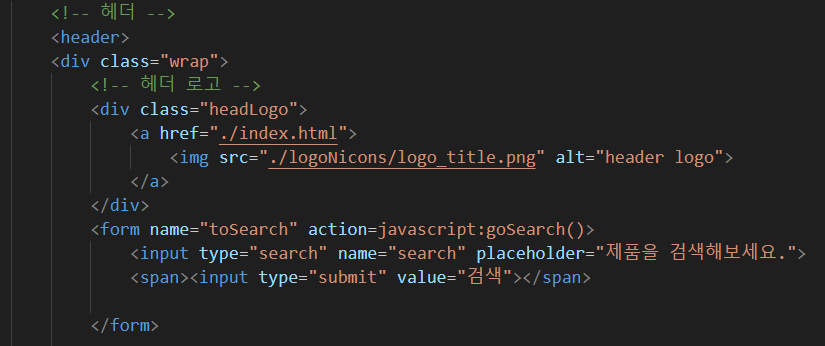 <!-- 헤더 -->
<header>
<div class="wrap">
<!-- 헤더 로고 -->
<div class="headLogo">
<a href="./index.html">
<img src="./logoNicons/logo_title.png" alt="header logo">
</a>
</div>
<form name="toSearch" action=javascript:goSearch()>
<input type="search" name="search" placeholder="제품을 검색해보세요.">
<span><input type="submit" value="검색"></span>
</form>